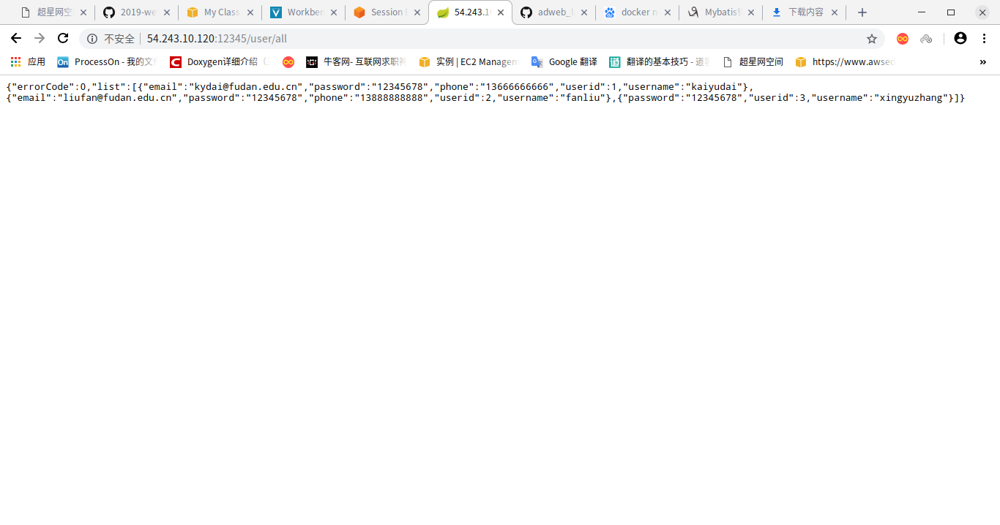 超星网空 2019-we My Class Workben Session 54.243.1 adweb_l docker n Mybatis 下载内容
不安全 54.243.10.120:12345/user/all
应用 ProcessOn - 我的文 Doxygen详细介绍 牛客网- 互联网求职 实例 | EC2 Managem Google 翻译 翻译的基本技巧 - 道 超星网空间 https://www.awsed »
{"errorCode":0,"list":[{"email":"kydai@fudan.edu.cn","password":"12345678","phone":"13666666666","userid":1,"username":"kaiyudai"},
{"email":"liufan@fudan.edu.cn","password":"12345678","phone":"13888888888","userid":2,"username":"fanliu"},{"password":"12345678","userid":3,"username":"xingyuzhang"}]}